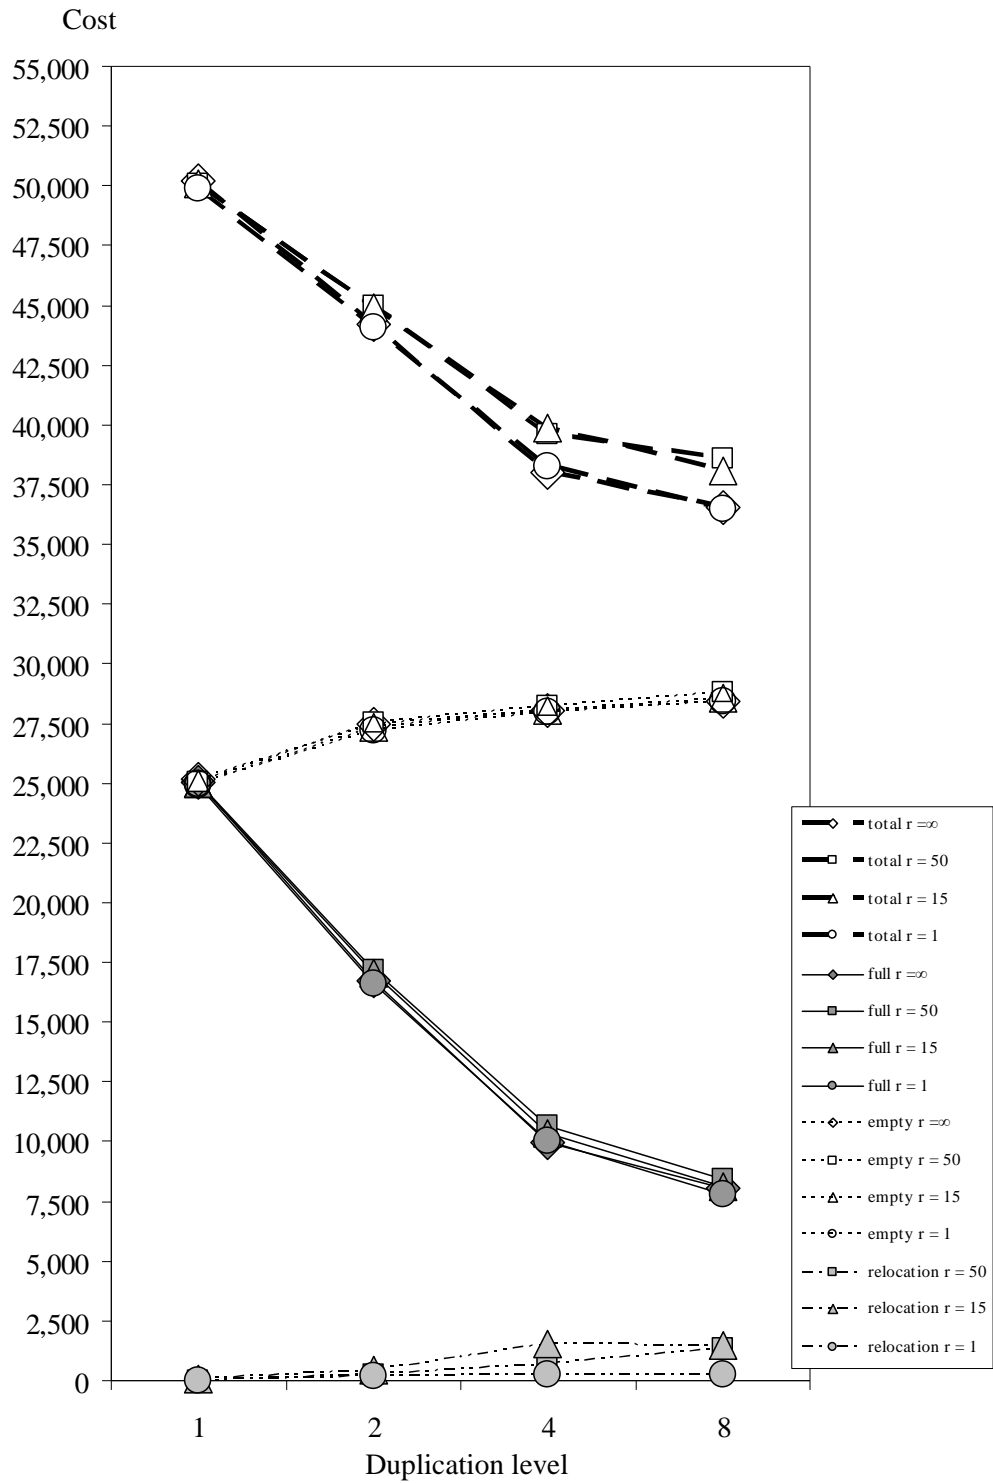 Cost
55,000
52,500
50,000
47,500
45,000
42,500
40,000
37,500
35,000
32,500
30,000
27,500
25,000
22,500
20,000
17,500
15,000
12,500
10,000
7,500
5,000
2,500
0
1 2 4 8
Duplication level
total r =∞
total r = 50
total r = 15
total r = 1
full r =∞
full r = 50
full r = 15
full r = 1
empty r =∞
empty r = 50
empty r = 15
empty r = 1
relocation r = 50
relocation r = 15
relocation r = 1